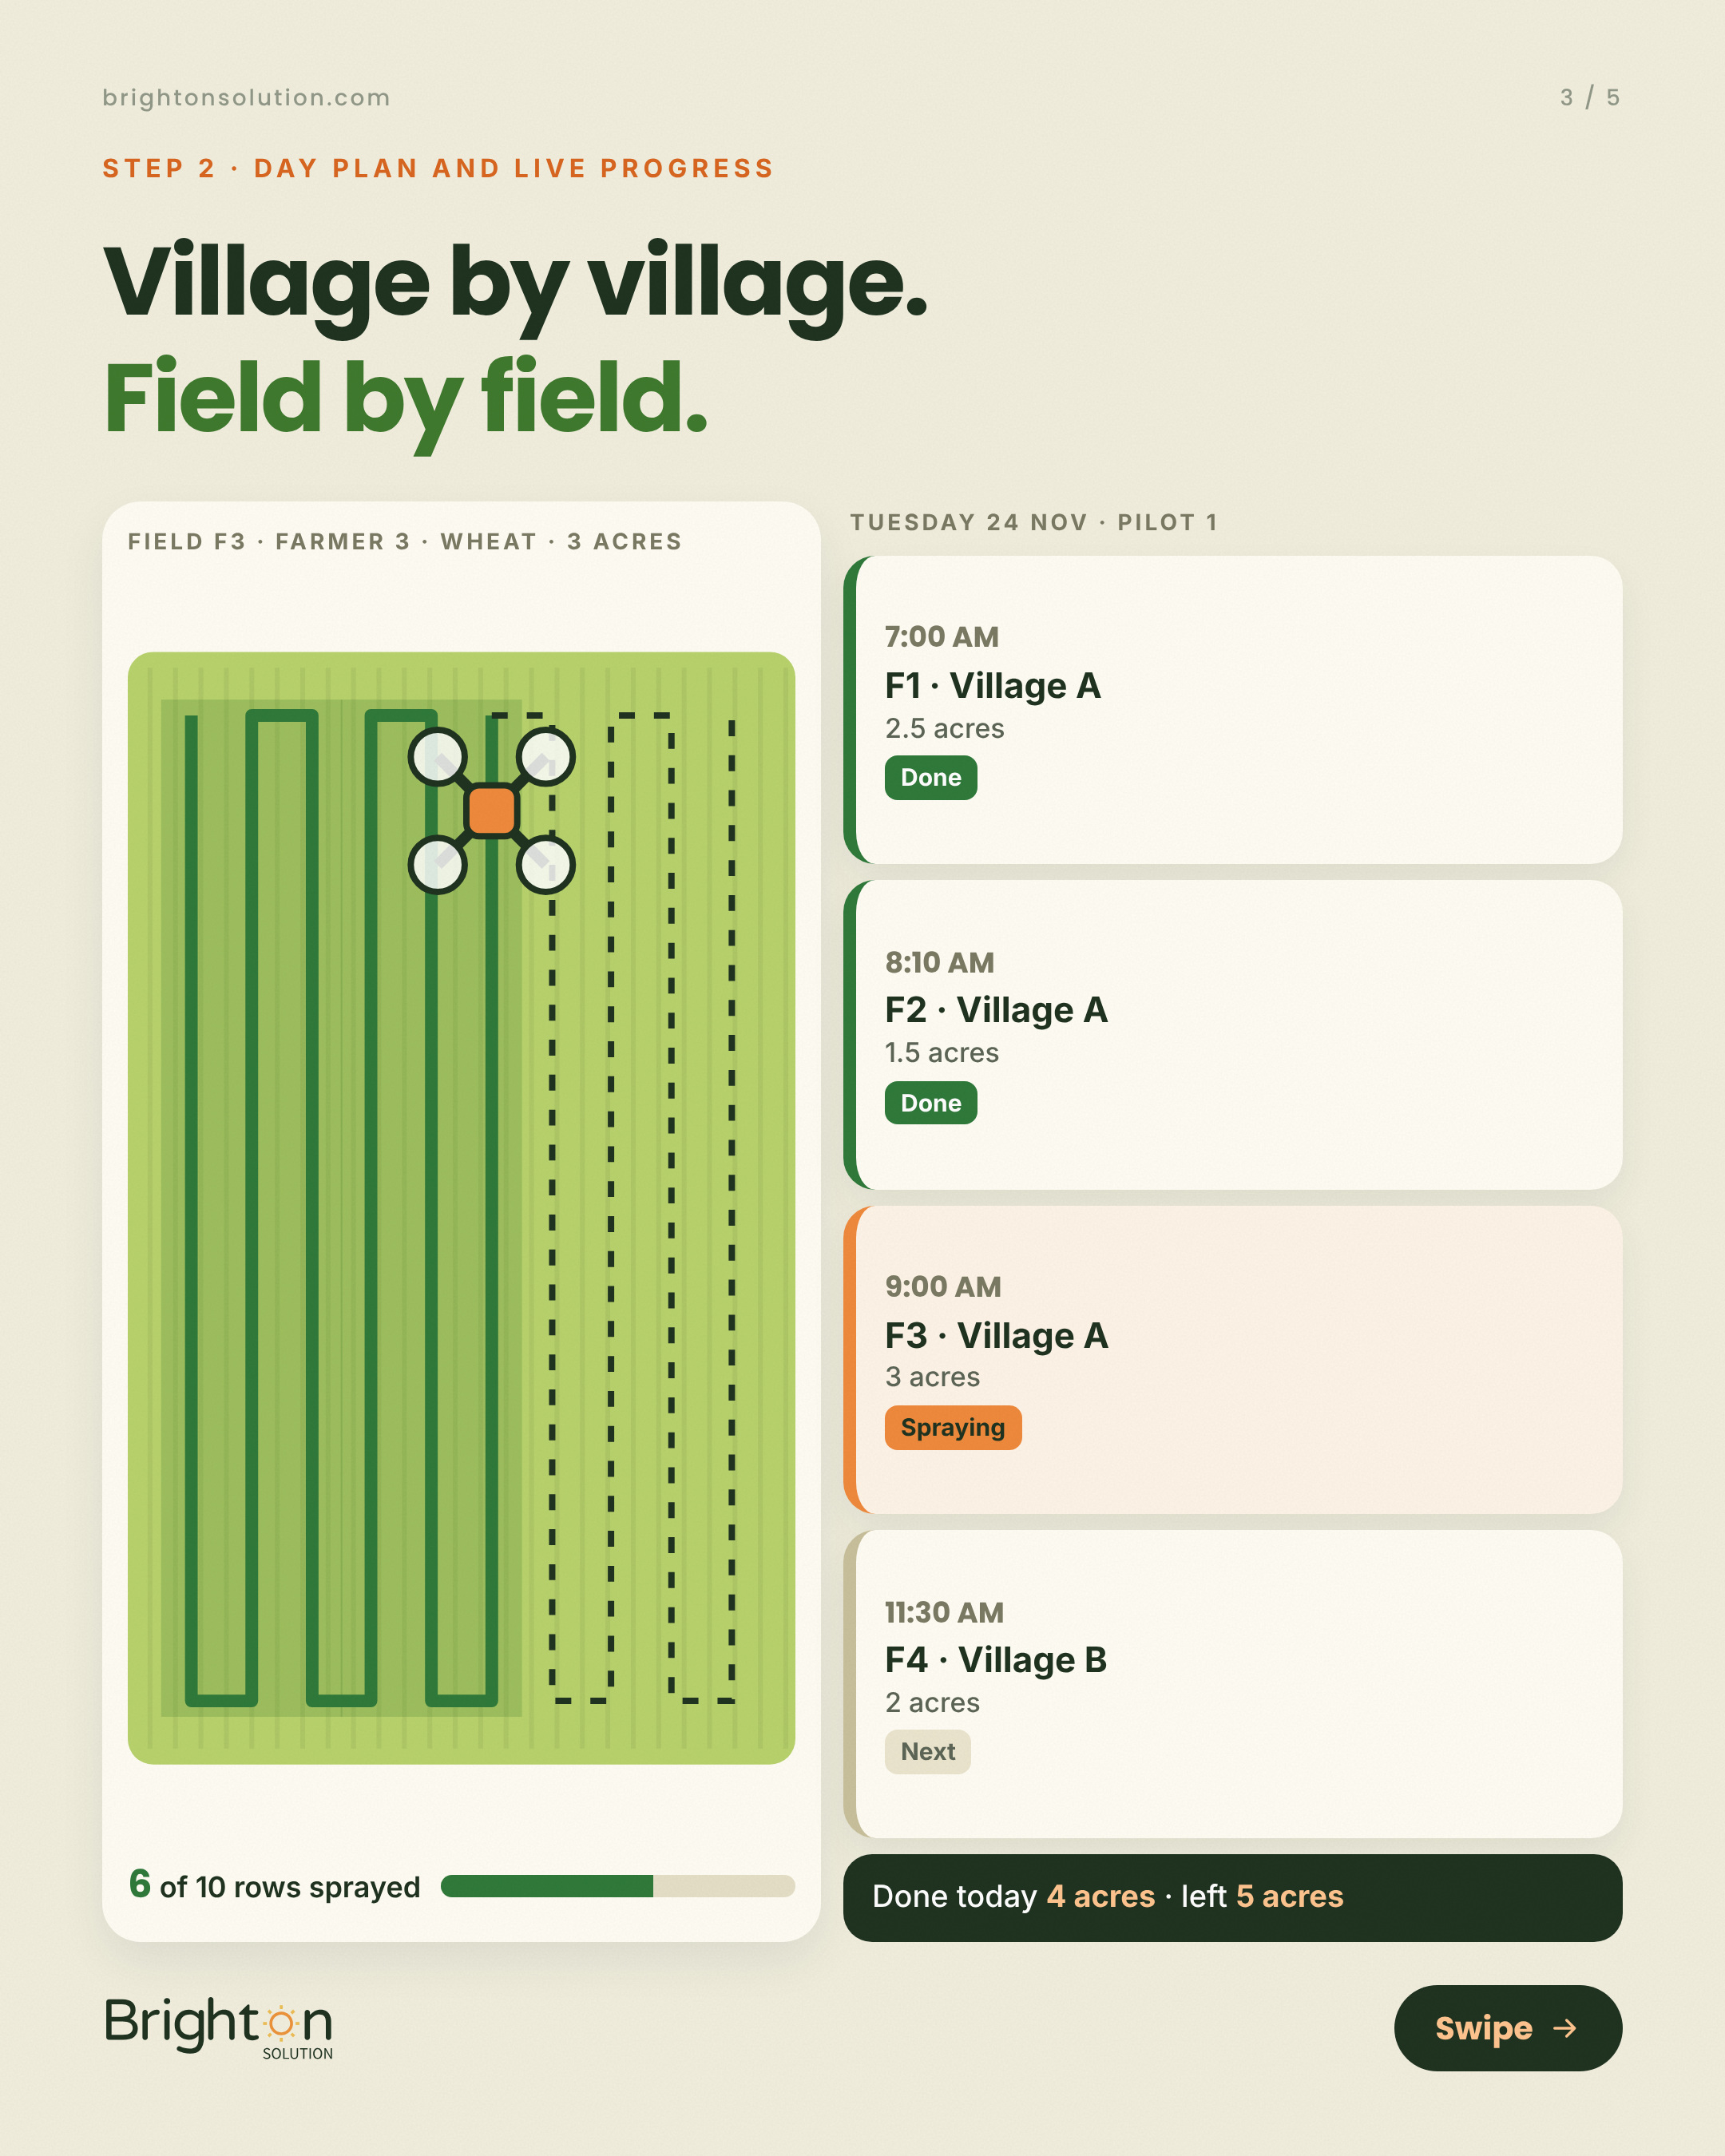 brightonsolution.com
3 / 5
STEP 2 · DAY PLAN AND LIVE PROGRESS
Village by village.
Field by field.
FIELD F3 · FARMER 3 · WHEAT · 3 ACRES
6 of 10 rows sprayed
TUESDAY 24 NOV · PILOT 1
7:00 AM
F1 · Village A
2.5 acres
Done
8:10 AM
F2 · Village A
1.5 acres
Done
9:00 AM
F3 · Village A
3 acres
Spraying
11:30 AM
F4 · Village B
2 acres
Next
Done today 4 acres · left 5 acres
Brighton
SOLUTION
Swipe →